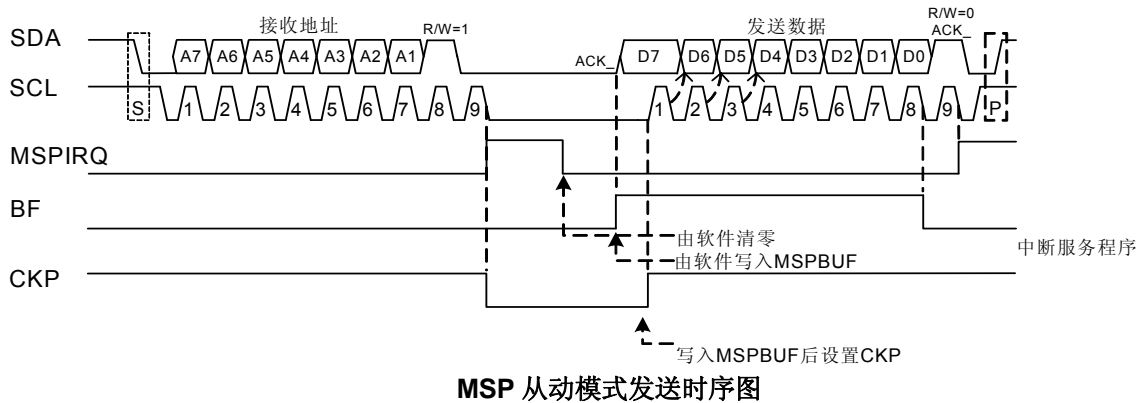 接收地址 R/W=1 发送数据 R/W=0
ACK_ ACK_
SDA A7 A6 A5 A4 A3 A2 A1 D7 D6 D5 D4 D3 D2 D1 D0
SCL S 1 2 3 4 5 6 7 8 9 1 2 3 4 5 6 7 8 9 P
MSPIRQ
BF
由软件清零
中断服务程序
由软件写入MSPBUF
CKP
写入MSPBUF后设置CKP
MSP 从动模式发送时序图